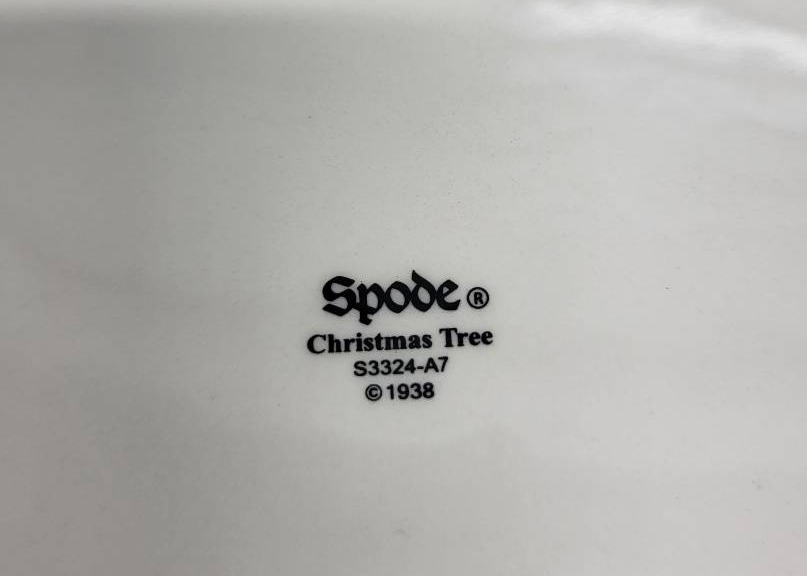 Spode ®
Christmas Tree
S3324-A7
© 1938